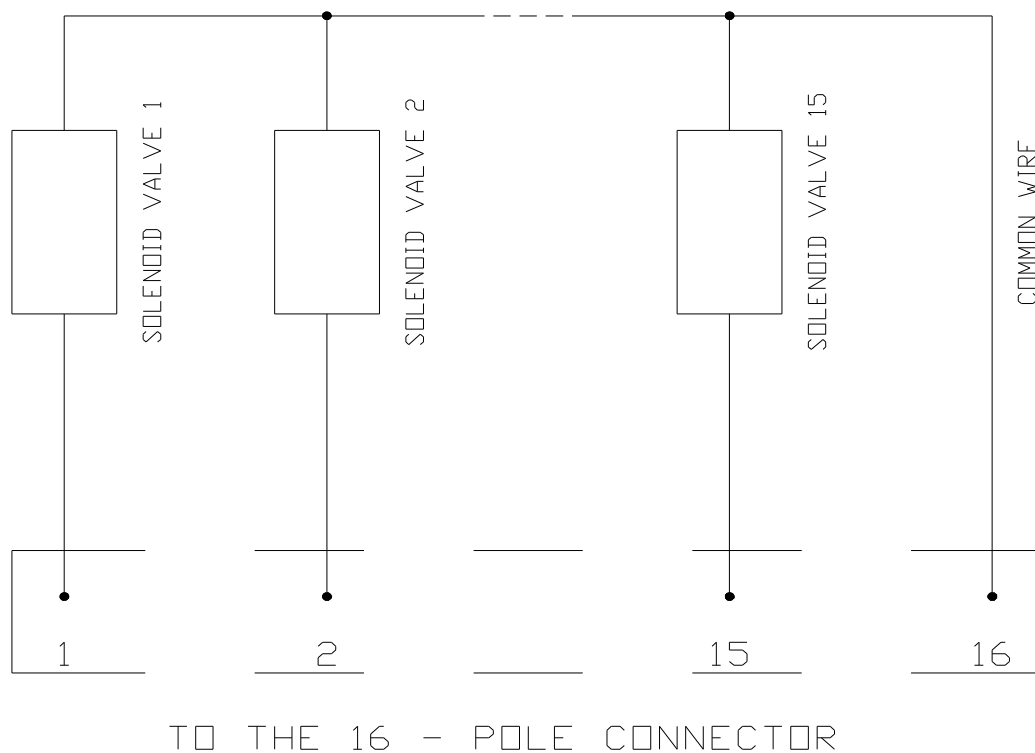 SOLENOID VALVE 1
SOLENOID VALVE 2
SOLENOID VALVE 15
COMMON WIRE
1
2
15
16
TO THE 16 - POLE CONNECTOR